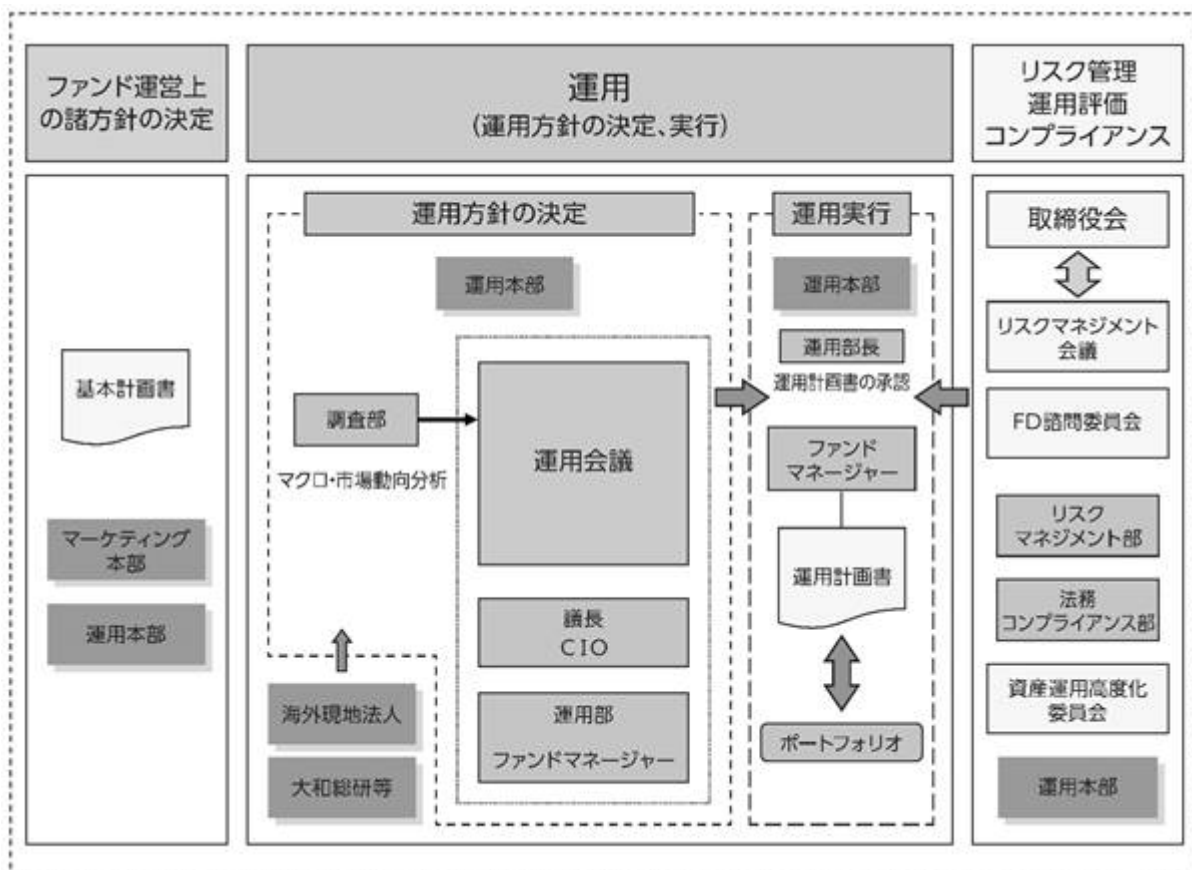 ファンド運営上
の諸方針の決定
基本計画書
マーケティング
本部
運用本部
運用
(運用方針の決定、実行)
運用方針の決定
運用本部
調査部
マクロ・市場動向分析
運用会議
議長
CIO
運用部
ファンドマネージャー
海外現地法人
大和総研等
運用実行
運用本部
運用部長
運用計画書の承認
ファンド
マネージャー
運用計画書
ポートフォリオ
リスク管理
運用評価
コンプライアンス
取締役会
リスクマネジメント
会議
FD諮問委員会
リスク
マネジメント部
法務
コンプライアンス部
資産運用高度化
委員会
運用本部